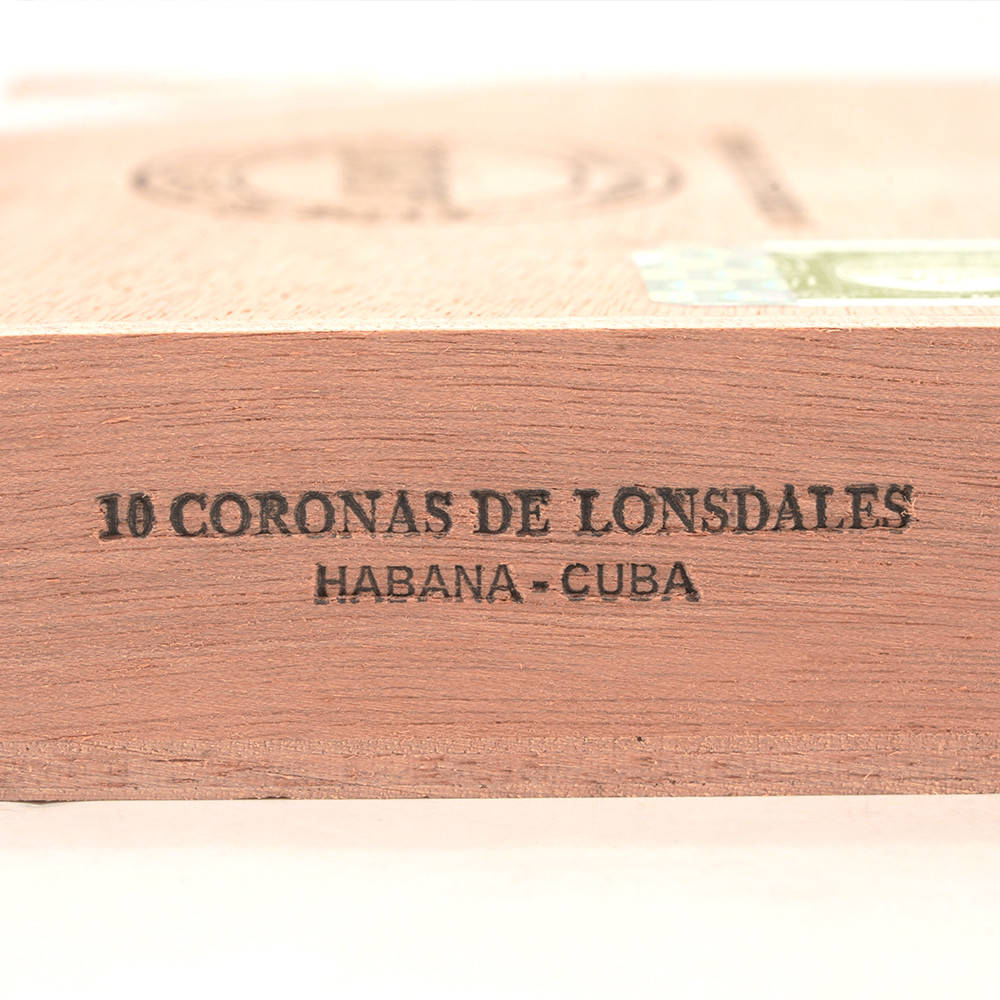 10 CORONAS DE LONSDALES
HABANA - CUBA